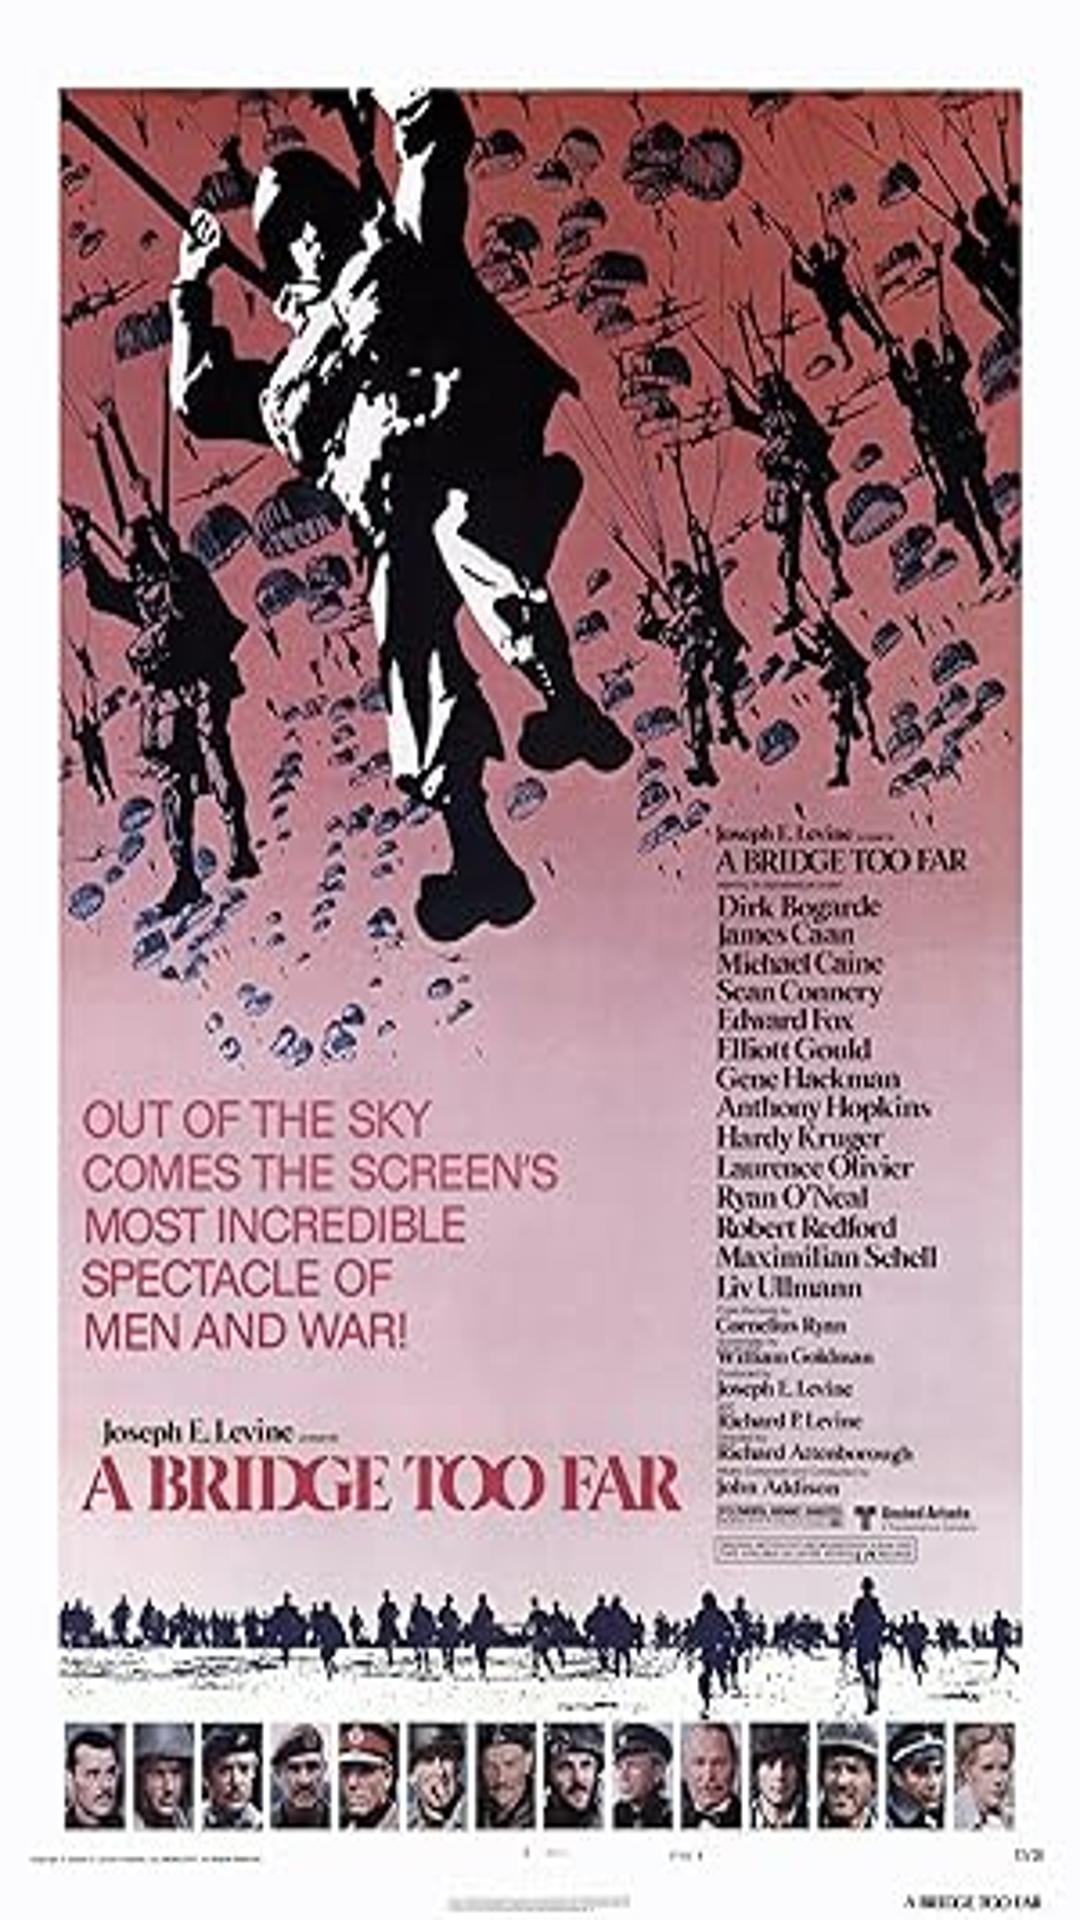 Joseph E. Levine
A BRIDGE TOO FAR
Dirk Bogarde
James Caan
Michael Caine
Sean Connery
Edward Fox
Elliott Gould
Gene Hackman
Anthony Hopkins
Hardy Kruger
Laurence Olivier
Ryan O'Neal
Robert Redford
Maximilian Schell
Liv Ullmann
Cornelius Ryan
William Goldman
Joseph E. Levine
Richard P. Levine
Richard Attenborough
John Addison
United Artists
OUT OF THE SKY
COMES THE SCREEN'S
MOST INCREDIBLE
SPECTACLE OF
MEN AND WAR!
Joseph E. Levine
A BRIDGE TOO FAR
A BRIDGE TOO FAR